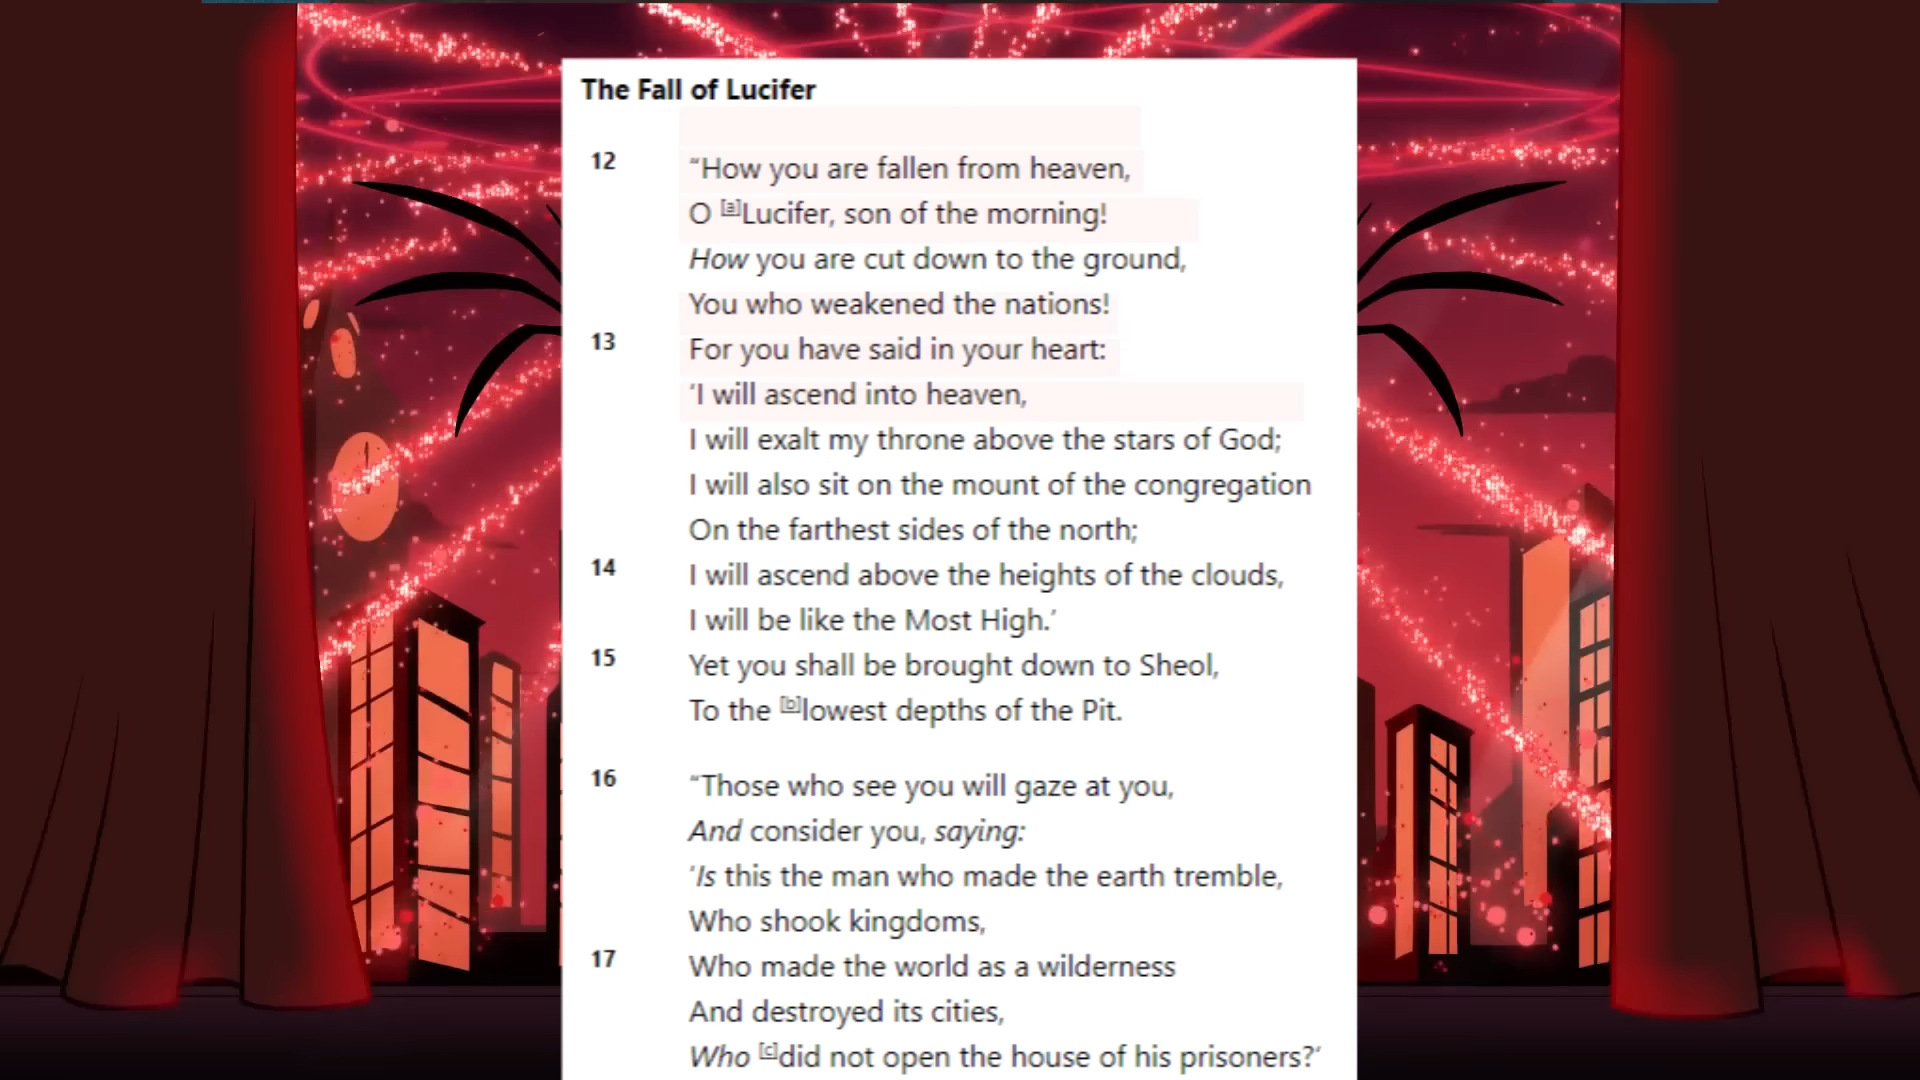 The Fall of Lucifer
12 “How you are fallen from heaven,
O [a]Lucifer, son of the morning!
How you are cut down to the ground,
You who weakened the nations!
13 For you have said in your heart:
‘I will ascend into heaven,
I will exalt my throne above the stars of God;
I will also sit on the mount of the congregation
On the farthest sides of the north;
14 I will ascend above the heights of the clouds,
I will be like the Most High.’
15 Yet you shall be brought down to Sheol,
To the [b]lowest depths of the Pit.
16 “Those who see you will gaze at you,
And consider you, saying:
‘Is this the man who made the earth tremble,
Who shook kingdoms,
17 Who made the world as a wilderness
And destroyed its cities,
Who [c]did not open the house of his prisoners?’